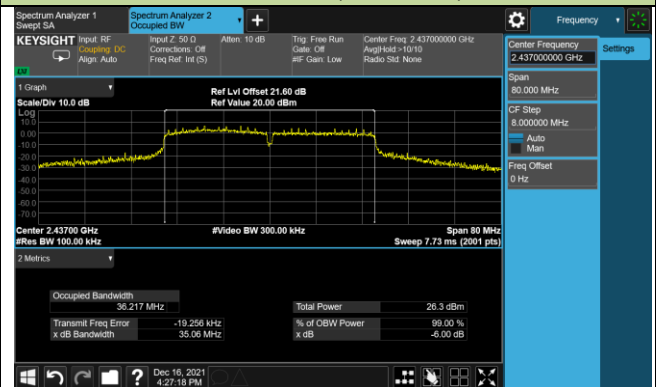 Spectrum Analyzer 1
Swept SA
Spectrum Analyzer 2
Occupied BW
+
Frequency
KEYSIGHT
Input: RF
Coupling: DC
Align: Auto
Input Z: 50 Ω
Corrections: Off
Freq Ref: Int (S)
Atten: 10 dB
Trig: Free Run
Gate: Off
#IF Gain: Low
Center Freq: 2.437000000 GHz
Avg|Hold:>10/10
Radio Std: None
Center Frequency
2.437000000 GHz
Settings
Span
80.000 MHz
CF Step
8.000000 MHz
Auto
Man
Freq Offset
0 Hz
1 Graph
Scale/Div 10.0 dB
Ref Lvl Offset 21.60 dB
Ref Value 20.00 dBm
Log
10.0
0.00
-10.0
-20.0
-30.0
-40.0
-50.0
-60.0
-70.0
Center 2.43700 GHz
#Res BW 100.00 kHz
#Video BW 300.00 kHz
Span 80 MHz
Sweep 7.73 ms (2001 pts)
2 Metrics
Occupied Bandwidth
36.217 MHz
Total Power
26.3 dBm
Transmit Freq Error
-19.256 kHz
% of OBW Power
99.00 %
x dB Bandwidth
35.06 MHz
x dB
-6.00 dB
?
Dec 16, 2021
4:27:18 PM